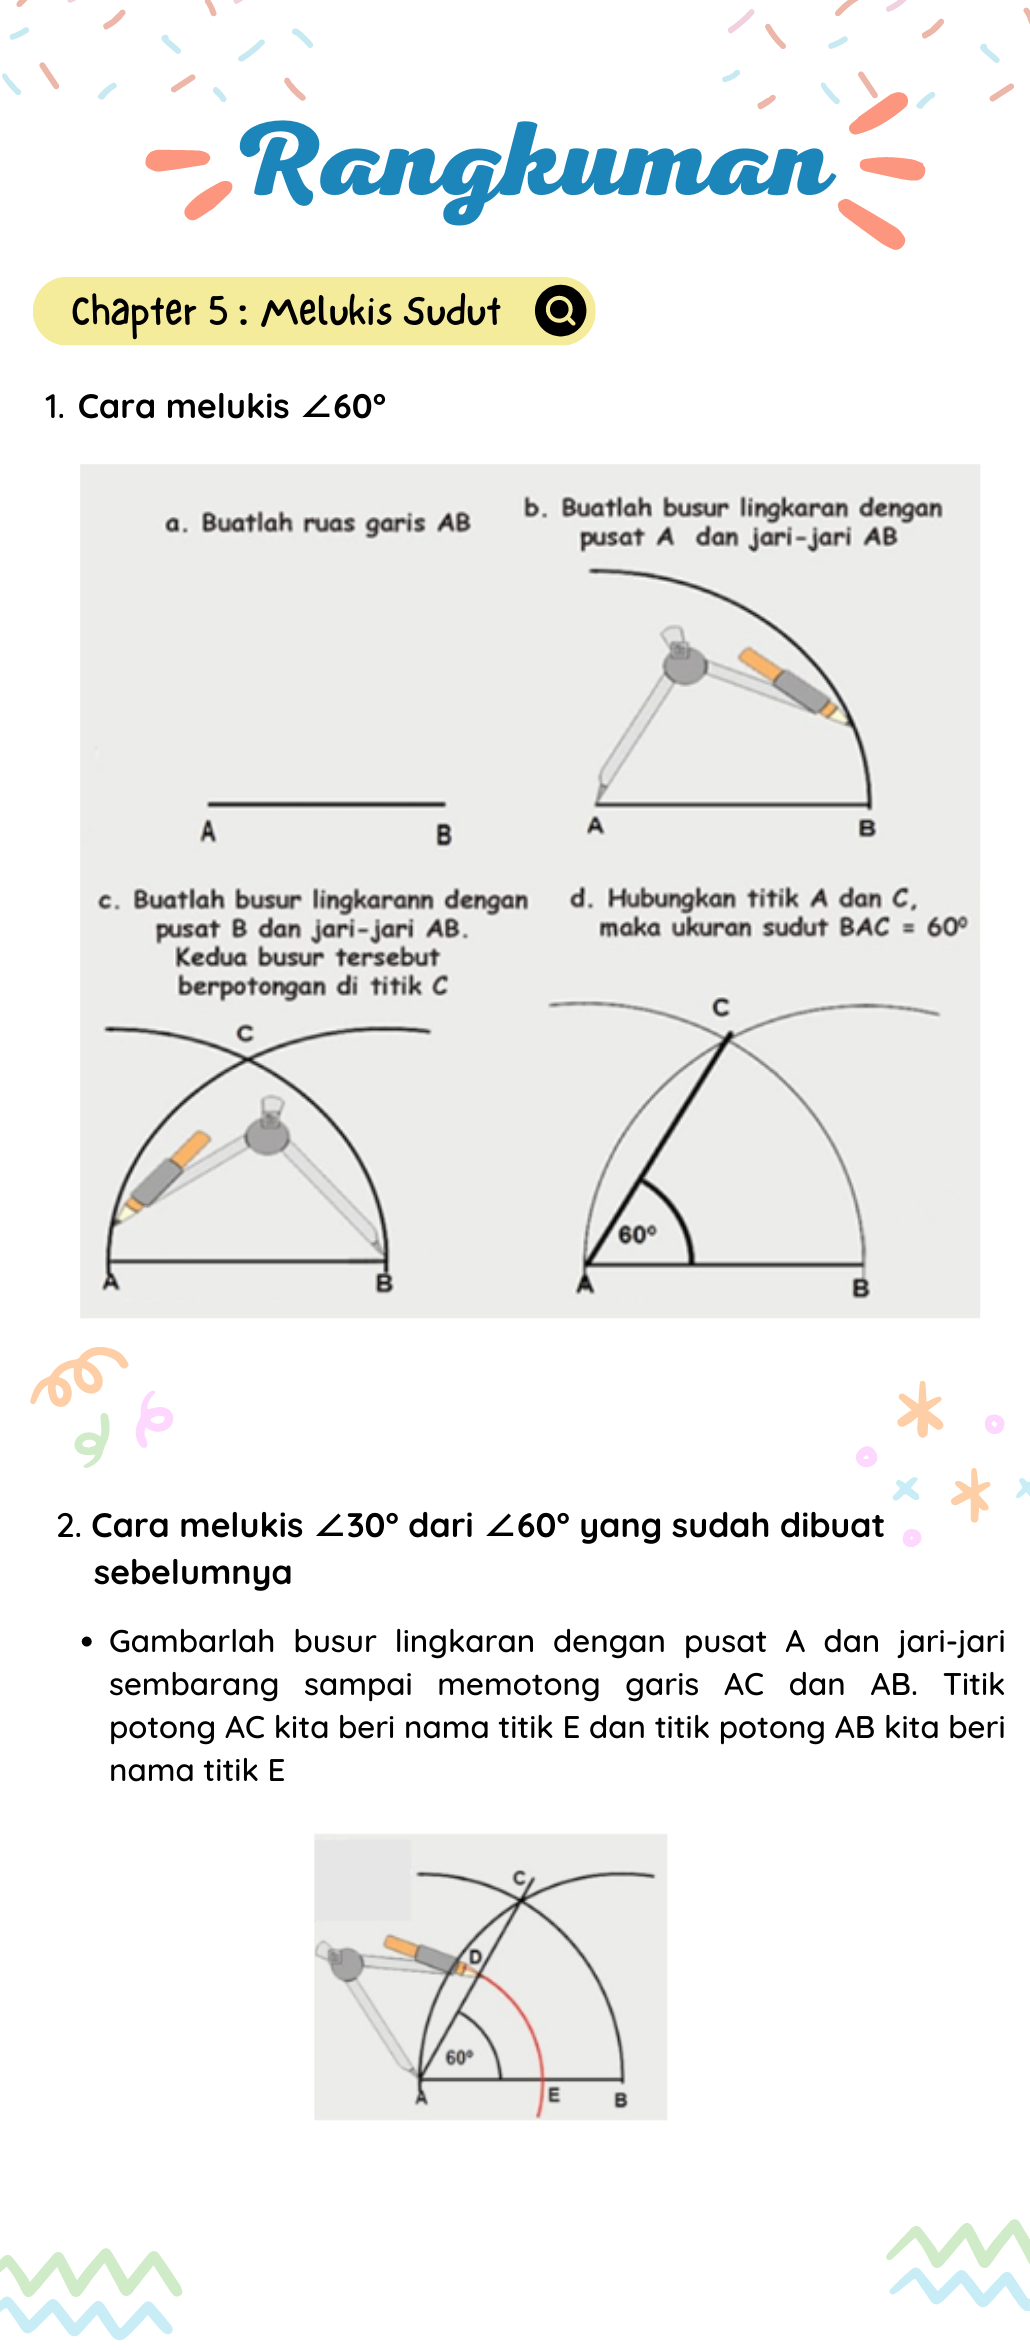 Rangkuman
Chapter 5 : Melukis Sudut
1. Cara melukis ∠60°
a. Buatlah ruas garis AB
A
B
b. Buatlah busur lingkaran dengan
pusat A dan jari-jari AB
A
B
c. Buatlah busur lingkarann dengan
pusat B dan jari-jari AB.
Kedua busur tersebut
berpotongan di titik C
C
A
B
d. Hubungkan titik A dan C,
maka ukuran sudut BAC = 60°
C
60°
A
B
2. Cara melukis ∠30° dari ∠60° yang sudah dibuat
sebelumnya
• Gambarlah busur lingkaran dengan pusat A dan jari-jari
sembarang sampai memotong garis AC dan AB. Titik
potong AC kita beri nama titik E dan titik potong AB kita beri
nama titik E
C
D
60°
A
E
B